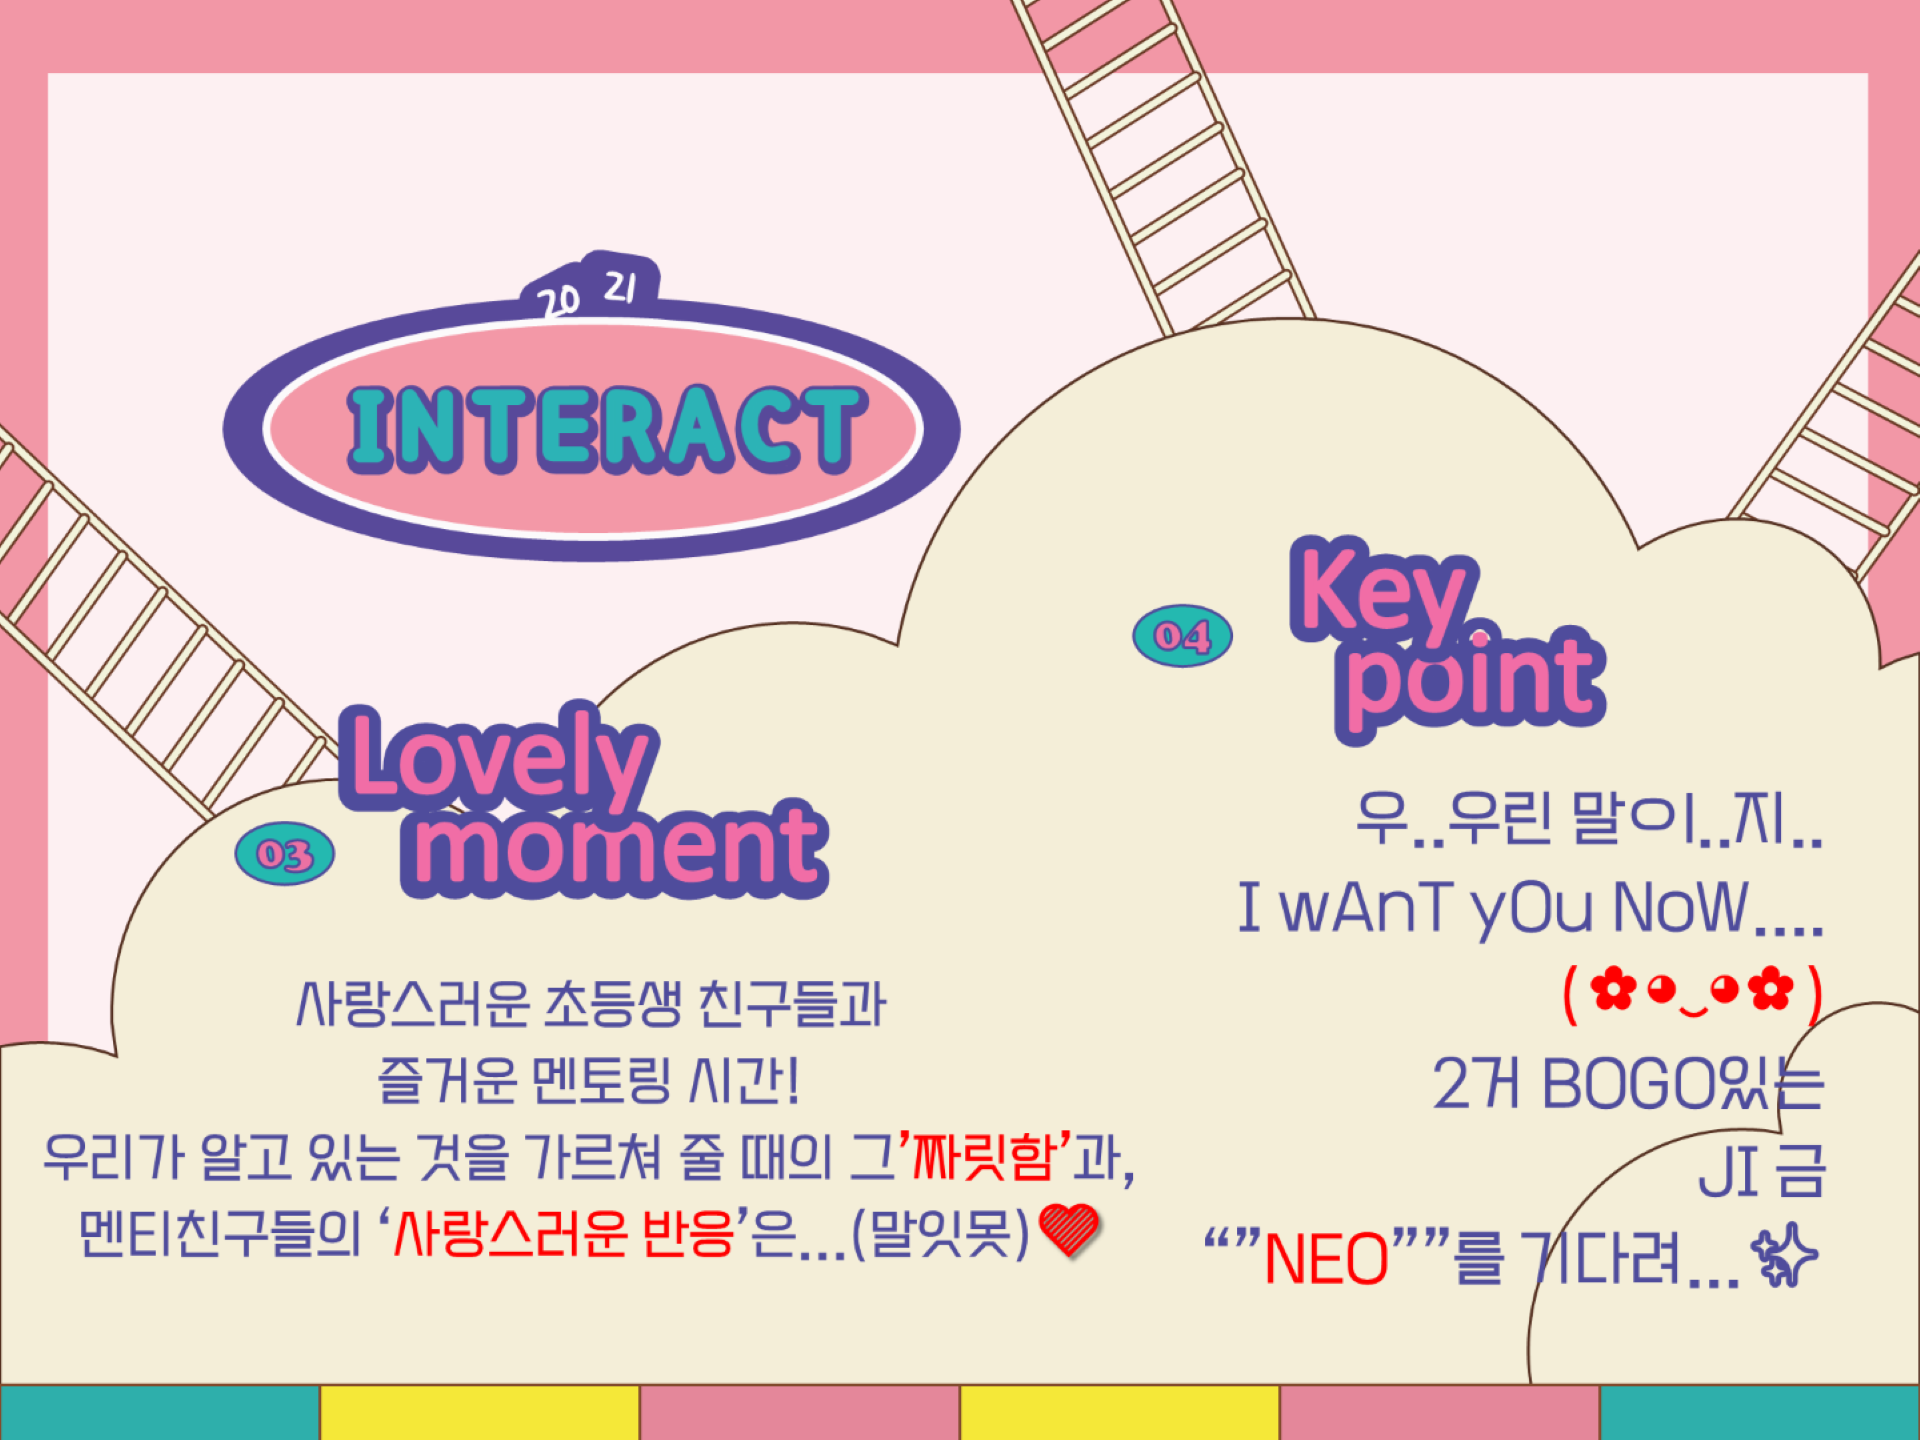 20 21
INTERACT
03
Lovely
moment
사랑스러운 초등생 친구들과
즐거운 멘토링 시간!
우리가 알고 있는 것을 가르쳐 줄 때의 그’짜릿함’과,
멘티친구들의 ‘사랑스러운 반응’은...(말잇못)
04
Key
point
우..우린 말이..지..
I wAnT yOu NoW....
(✿◕‿◕✿)
2거 BOGO있는
JI 금
“”NEO””를 기다려...✨